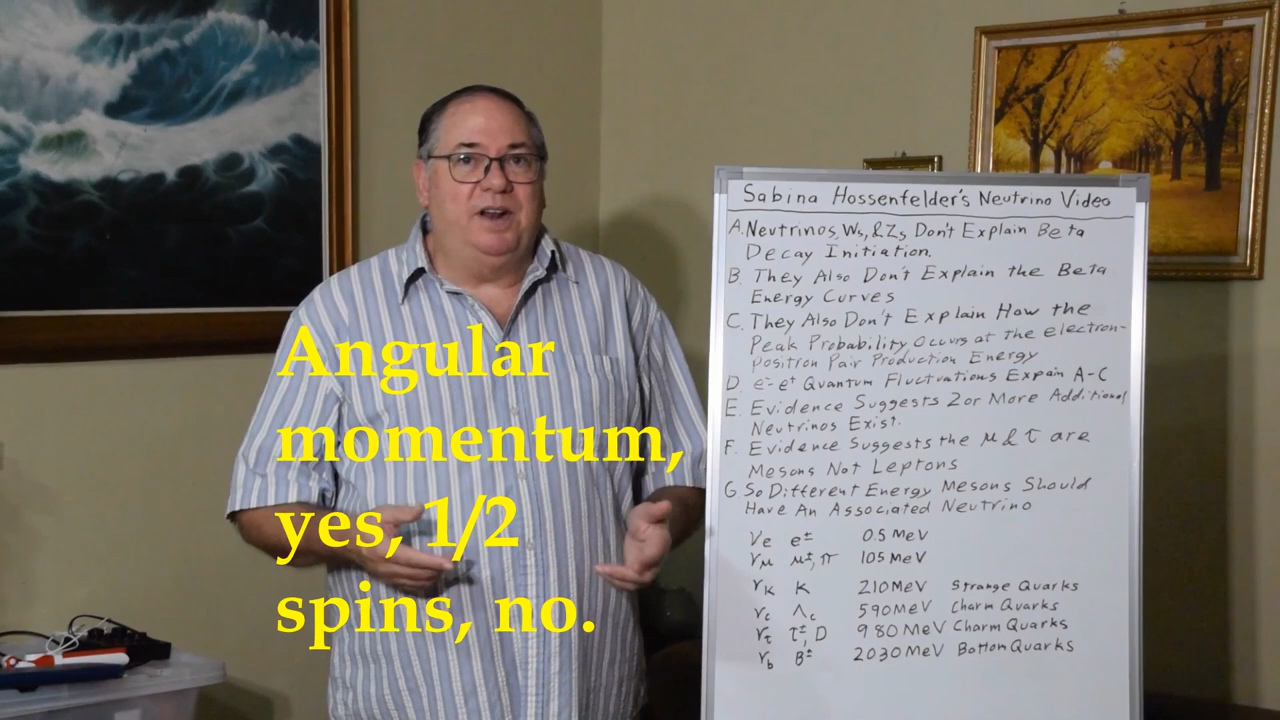 Angular
momentum,
yes, 1/2
spins, no.
Sabina Hossenfelder's Neutrino Video
A. Neutrinos, Ws, & Zs Don't Explain Beta
Decay Initiation.
B. They Also Don't Explain the Beta
Energy Curves
C. They Also Don't Explain How the
Peak Probability Occurs at the electron-
positron Pair Production Energy
D. e⁻ e⁺ Quantum Fluctuations Expain A-C
E. Evidence Suggests 2 or More Additional
Neutrinos Exist.
F. Evidence Suggests the μ & τ are
Mesons Not Leptons
G So Different Energy Mesons Should
Have An Associated Neutrino
νe e± 0.5 MeV
νμ μ±, π 105 MeV
νK K 210 MeV Strange Quarks
νc Λc 590 MeV Charm Quarks
ντ τ±, D 980 MeV Charm Quarks
νb B± 2030 MeV Bottom Quarks